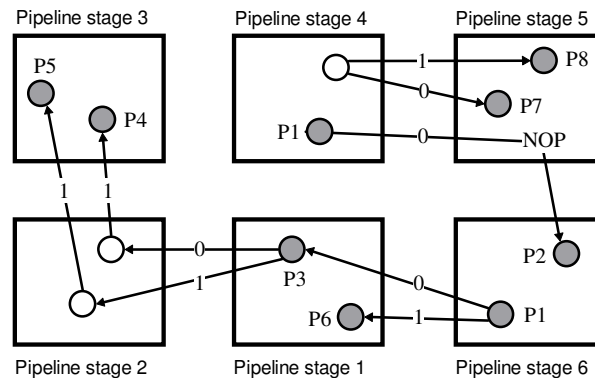 Pipeline stage 3
Pipeline stage 4
Pipeline stage 5
P5
P4
1
1
1
0
P8
P7
P1
0
NOP
0
1
P3
0
1
P6
P2
P1
Pipeline stage 2
Pipeline stage 1
Pipeline stage 6